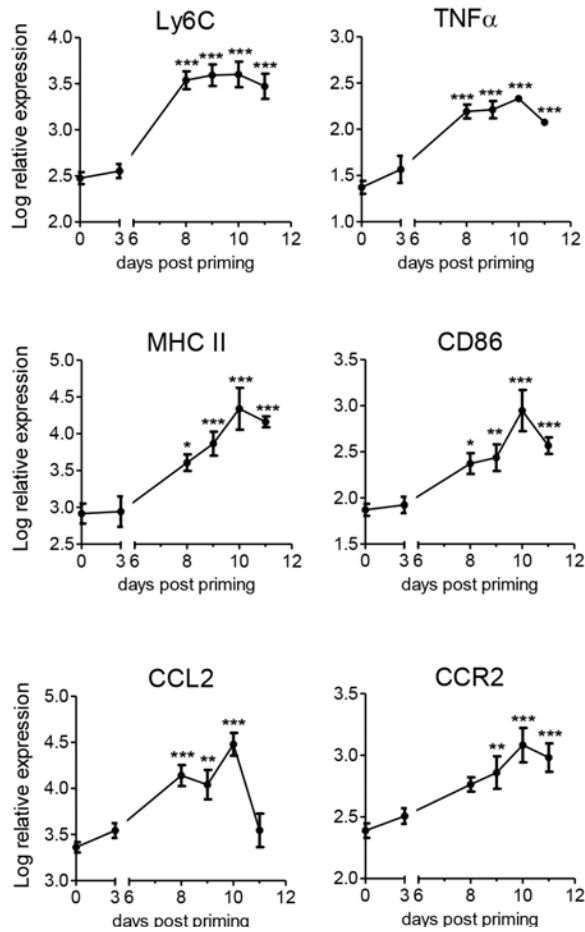 Ly6C
Log relative expression
4.0
3.5
3.0
2.5
2.0
*** *** *** ***
0 3 6 8 10 12
days post priming
TNFα
3.0
2.5
2.0
1.5
1.0
*** *** *** ***
0 3 6 8 10 12
days post priming
MHC II
Log relative expression
5.0
4.5
4.0
3.5
3.0
2.5
* *** *** ***
0 3 6 8 10 12
days post priming
CD86
3.5
3.0
2.5
2.0
1.5
* ** *** ***
0 3 6 8 10 12
days post priming
CCL2
Log relative expression
5.0
4.5
4.0
3.5
3.0
*** ** ***
0 3 6 8 10 12
days post priming
CCR2
3.5
3.0
2.5
2.0
** *** ***
0 3 6 8 10 12
days post priming